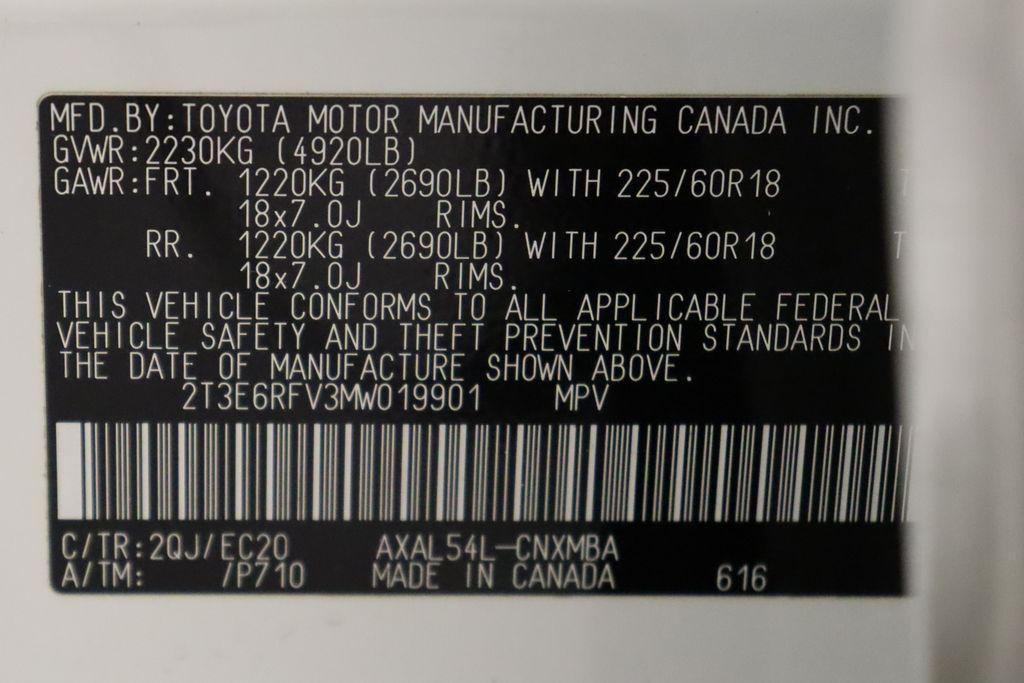 MFD.BY:TOYOTA MOTOR MANUFACTURING CANADA INC.
GVWR:2230KG (4920LB)
GAWR:FRT. 1220KG (2690LB) WITH 225/60R18 T
18x7.0J RIMS.
RR. 1220KG (2690LB) WITH 225/60R18 T
18x7.0J RIMS.
THIS VEHICLE CONFORMS TO ALL APPLICABLE FEDERAL
VEHICLE SAFETY AND THEFT PREVENTION STANDARDS IN
THE DATE OF MANUFACTURE SHOWN ABOVE.
2T3E6RFV3MW019901 MPV
C/TR:2QJ/EC20 AXAL54L-CNXMBA
A/TM: /P710 MADE IN CANADA 616